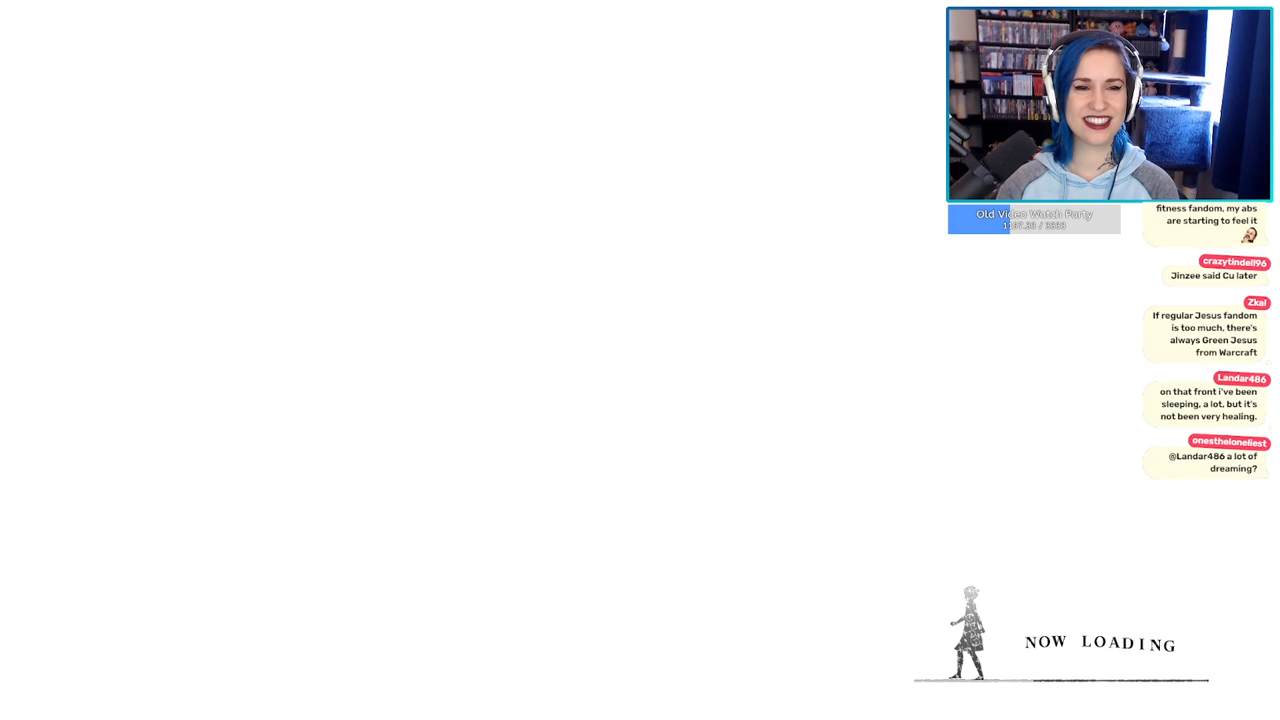 Old Video Watch Party
fitness fandom, my abs
are starting to feel it
crazytindell96
Jinzee said Cu later
Zkal
If regular Jesus fandom
is too much, there's
always Green Jesus
from Warcraft
Landar486
on that front i've been
sleeping, a lot, but it's
not been very healing.
onestheloneliest
@Landar486 a lot of
dreaming?
NOW LOADING